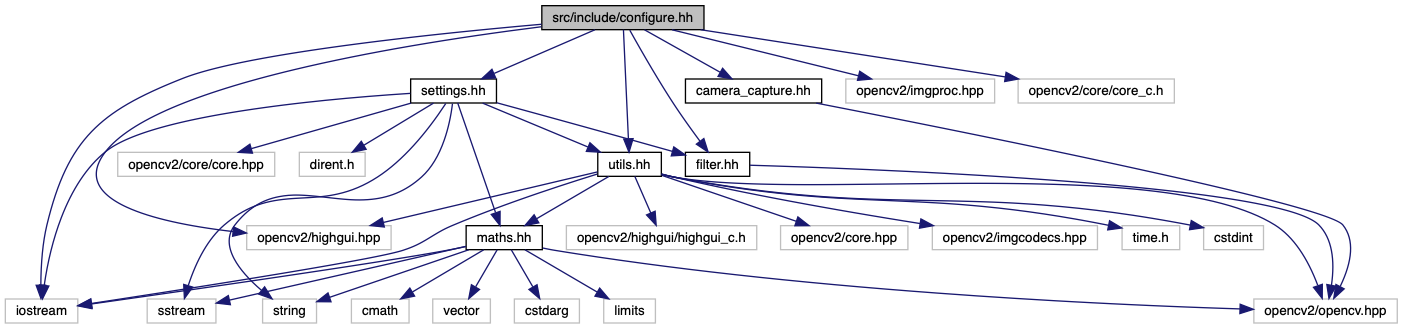 src/include/configure.hh
settings.hh
camera_capture.hh
opencv2/imgproc.hpp
opencv2/core/core_c.h
opencv2/core/core.hpp
dirent.h
utils.hh
filter.hh
opencv2/highgui.hpp
maths.hh
opencv2/highgui/highgui_c.h
opencv2/core.hpp
opencv2/imgcodecs.hpp
time.h
cstdint
iostream
sstream
string
cmath
vector
cstdarg
limits
opencv2/opencv.hpp